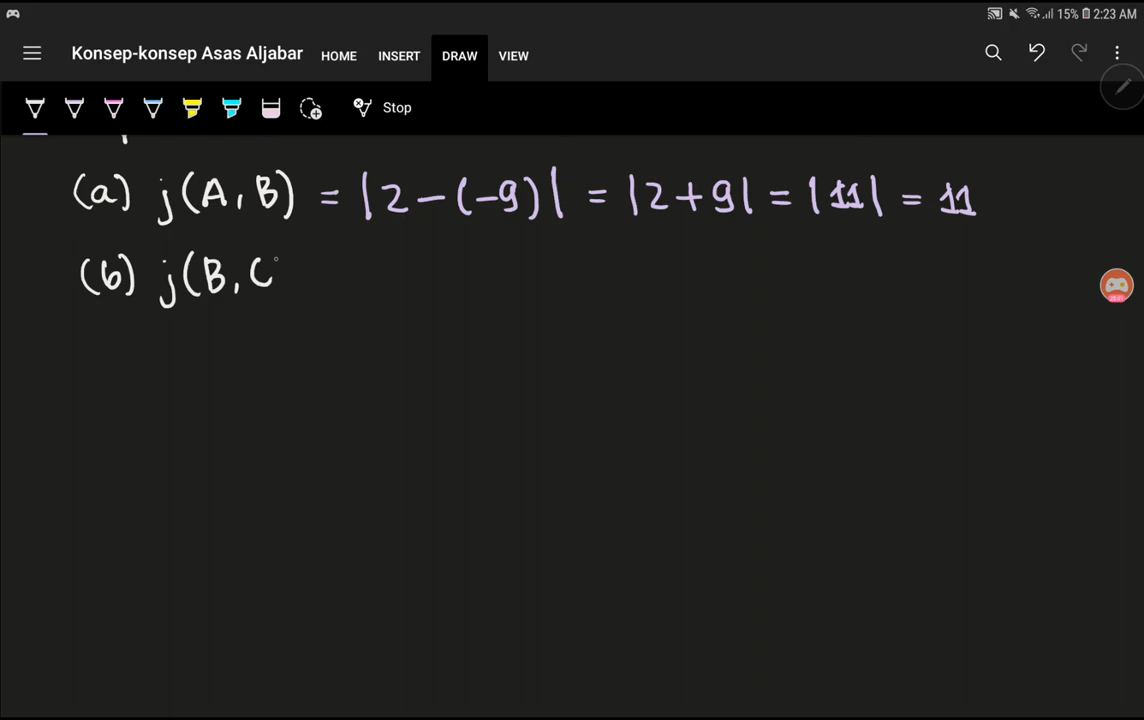 15% 2:23 AM
Konsep-konsep Asas Aljabar HOME INSERT DRAW VIEW
Stop
(a) j(A, B) = |2 - (-9)| = |2 + 9| = |11| = 11
(b) j(B, C